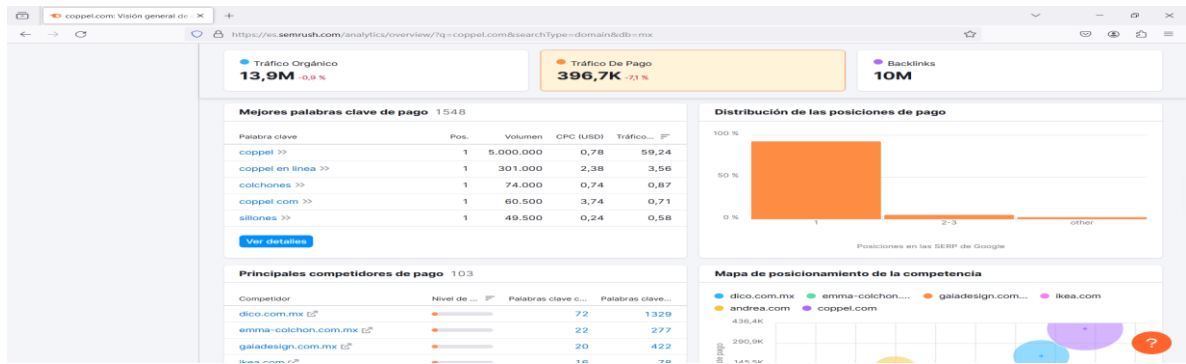 coppel.com: Visión general de
https://es.semrush.com/analytics/overview/?q=coppel.com&searchType=domain&db=mx
Tráfico Orgánico
13,9M -0,9 %
Tráfico De Pago
396,7K -7,1 %
Backlinks
10M
Mejores palabras clave de pago 1548
Palabra clave Pos. Volumen CPC (USD) Tráfico...
coppel 1 5.000.000 0,78 59,24
coppel en linea 1 301.000 2,38 3,56
colchones 1 74.000 0,74 0,87
coppel com 1 60.500 3,74 0,71
sillones 1 49.500 0,24 0,58
Ver detalles
Distribución de las posiciones de pago
100 %
50 %
0 %
1 2-3 other
Posiciones en las SERP de Google
Principales competidores de pago 103
Competidor Nivel de ... Palabras clave c... Palabras clave...
dico.com.mx 72 1329
emma-colchon.com.mx 22 277
gaiadesign.com.mx 20 422
ikea.com 16 78
Mapa de posicionamiento de la competencia
dico.com.mx emma-colchon.... gaiadesign.com... ikea.com
andrea.com coppel.com
436,4K
290,9K
145,5K
de pago
?